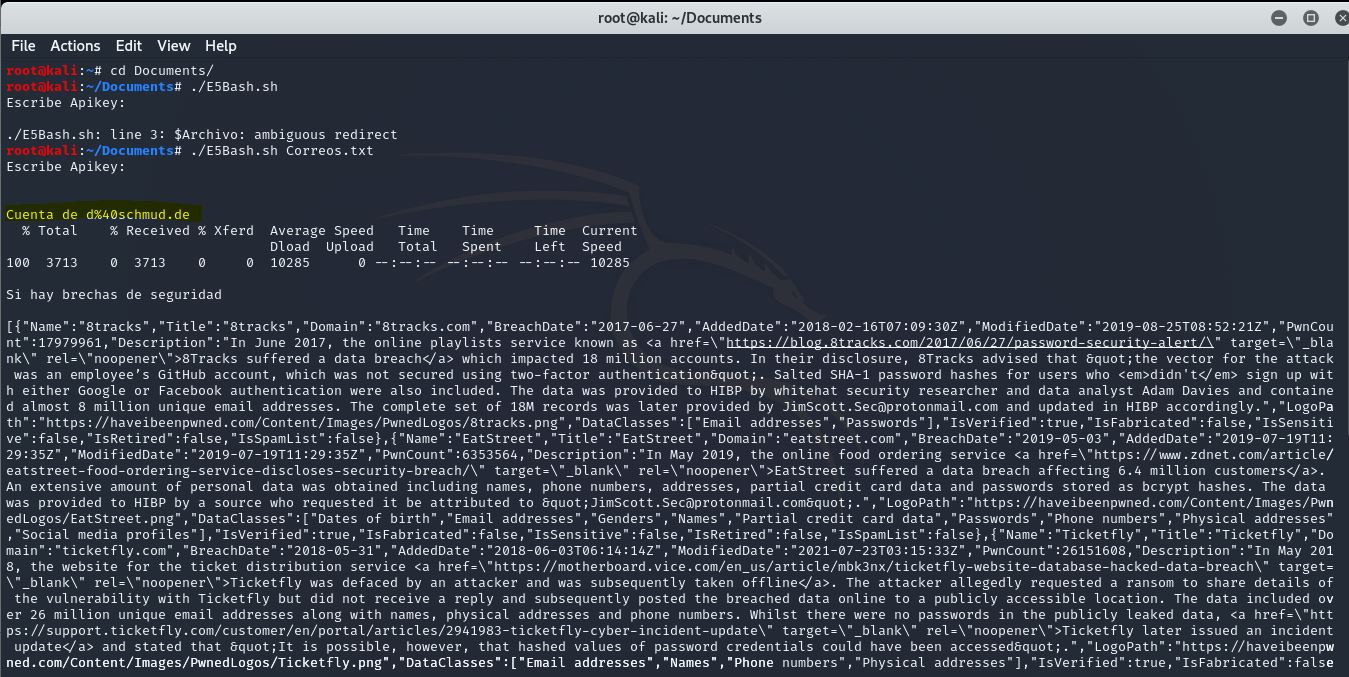 root@kali: ~/Documents
File Actions Edit View Help
root@kali:~# cd Documents/
root@kali:~/Documents# ./E5Bash.sh
Escribe Apikey:
./E5Bash.sh: line 3: $Archivo: ambiguous redirect
root@kali:~/Documents# ./E5Bash.sh Correos.txt
Escribe Apikey:
Cuenta de d%40schmud.de
  % Total    % Received % Xferd  Average Speed   Time    Time     Time  Current
                                 Dload  Upload   Total   Spent    Left  Speed
100  3713    0  3713    0     0  10285      0 --:--:-- --:--:-- --:--:-- 10285
Si hay brechas de seguridad
[{"Name":"8tracks","Title":"8tracks","Domain":"8tracks.com","BreachDate":"2017-06-27","AddedDate":"2018-02-16T07:09:30Z","ModifiedDate":"2019-08-25T08:52:21Z","PwnCou
nt":17979961,"Description":"In June 2017, the online playlists service known as <a href=\"https://blog.8tracks.com/2017/06/27/password-security-alert/\" target=\"_bla
nk\" rel=\"noopener\">8Tracks suffered a data breach</a> which impacted 18 million accounts. In their disclosure, 8Tracks advised that &quot;the vector for the attack
 was an employee’s GitHub account, which was not secured using two-factor authentication&quot;. Salted SHA-1 password hashes for users who <em>didn't</em> sign up wit
h either Google or Facebook authentication were also included. The data was provided to HIBP by whitehat security researcher and data analyst Adam Davies and containe
d almost 8 million unique email addresses. The complete set of 18M records was later provided by JimScott.Sec@protonmail.com and updated in HIBP accordingly.","LogoPa
th":"https://haveibeenpwned.com/Content/Images/PwnedLogos/8tracks.png","DataClasses":["Email addresses","Passwords"],"IsVerified":true,"IsFabricated":false,"IsSensiti
ve":false,"IsRetired":false,"IsSpamList":false},{"Name":"EatStreet","Title":"EatStreet","Domain":"eatstreet.com","BreachDate":"2019-05-03","AddedDate":"2019-07-19T11:
29:35Z","ModifiedDate":"2019-07-19T11:29:35Z","PwnCount":6353564,"Description":"In May 2019, the online food ordering service <a href=\"https://www.zdnet.com/article/
eatstreet-food-ordering-service-discloses-security-breach/\" target=\"_blank\" rel=\"noopener\">EatStreet suffered a data breach affecting 6.4 million customers</a>.
An extensive amount of personal data was obtained including names, phone numbers, addresses, partial credit card data and passwords stored as bcrypt hashes. The data
was provided to HIBP by a source who requested it be attributed to &quot;JimScott.Sec@protonmail.com&quot;.","LogoPath":"https://haveibeenpwned.com/Content/Images/Pwn
edLogos/EatStreet.png","DataClasses":["Dates of birth","Email addresses","Genders","Names","Partial credit card data","Passwords","Phone numbers","Physical addresses"
,"Social media profiles"],"IsVerified":true,"IsFabricated":false,"IsSensitive":false,"IsRetired":false,"IsSpamList":false},{"Name":"Ticketfly","Title":"Ticketfly","Do
main":"ticketfly.com","BreachDate":"2018-05-31","AddedDate":"2018-06-03T06:14:14Z","ModifiedDate":"2021-07-23T03:15:33Z","PwnCount":26151608,"Description":"In May 201
8, the website for the ticket distribution service <a href=\"https://motherboard.vice.com/en_us/article/mbk3nx/ticketfly-website-database-hacked-data-breach\" target=
\"_blank\" rel=\"noopener\">Ticketfly was defaced by an attacker and was subsequently taken offline</a>. The attacker allegedly requested a ransom to share details of
 the vulnerability with Ticketfly but did not receive a reply and subsequently posted the breached data online to a publicly accessible location. The data included ov
er 26 million unique email addresses along with names, physical addresses and phone numbers. Whilst there were no passwords in the publicly leaked data, <a href=\"htt
ps://support.ticketfly.com/customer/en/portal/articles/2941983-ticketfly-cyber-incident-update\" target=\"_blank\" rel=\"noopener\">Ticketfly later issued an incident
 update</a> and stated that &quot;It is possible, however, that hashed values of password credentials could have been accessed&quot;.","LogoPath":"https://haveibeenpw
ned.com/Content/Images/PwnedLogos/Ticketfly.png","DataClasses":["Email addresses","Names","Phone numbers","Physical addresses"],"IsVerified":true,"IsFabricated":false